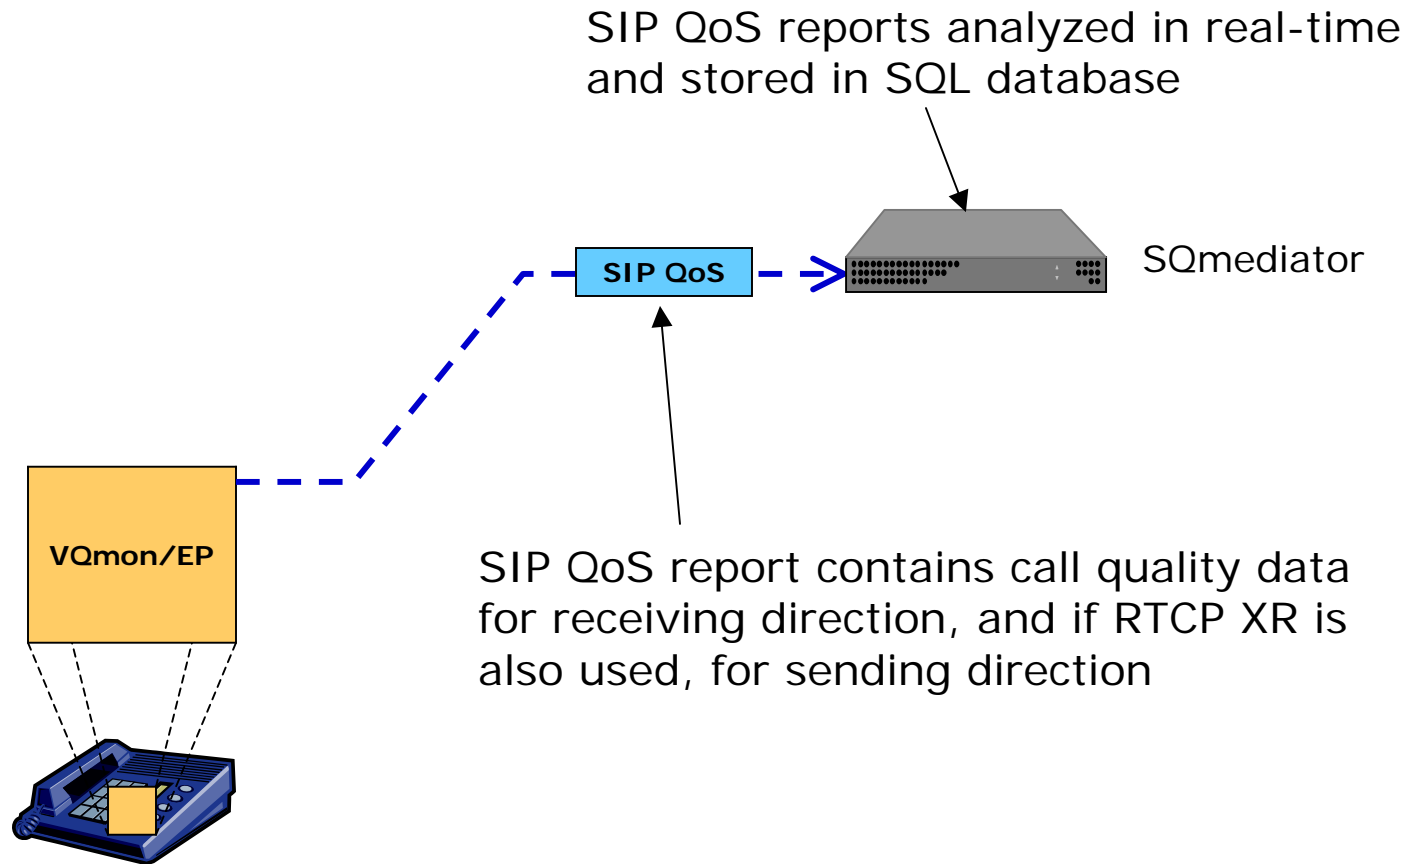 SIP QoS reports analyzed in real-time
and stored in SQL database
SIP QoS
SQmediator
VQmon/EP
SIP QoS report contains call quality data
for receiving direction, and if RTCP XR is
also used, for sending direction